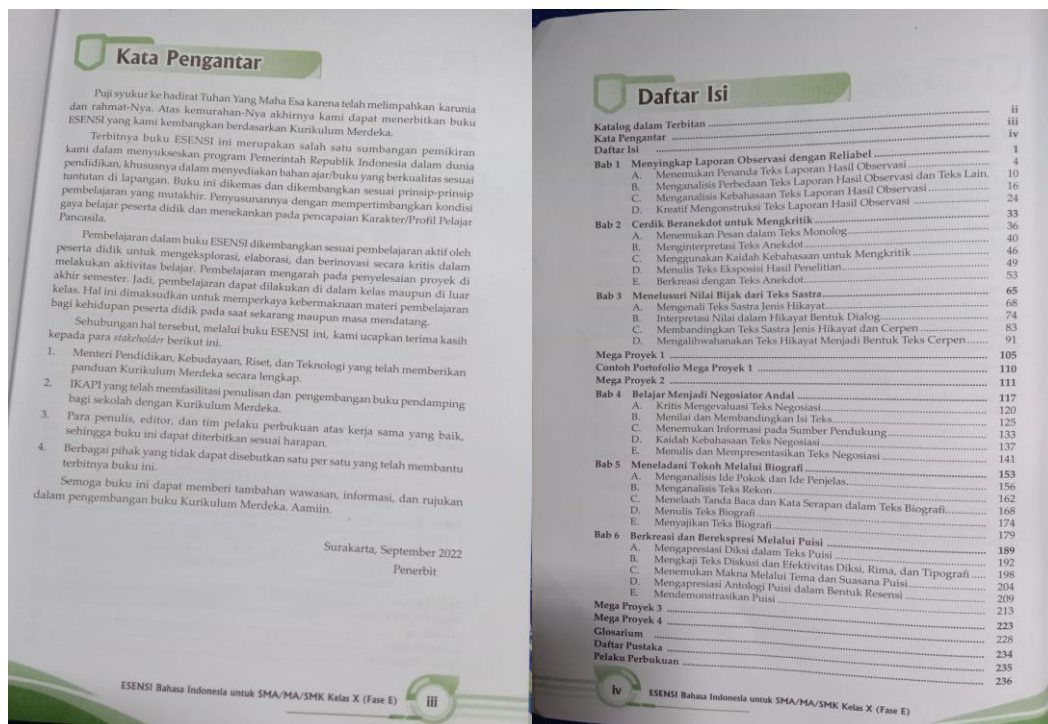 Kata Pengantar
Puji syukur ke hadirat Tuhan Yang Maha Esa karena telah melimpahkan karunia
dan rahmat-Nya. Atas kemurahan-Nya akhirnya kami dapat menerbitkan buku
ESENSI yang kami kembangkan berdasarkan Kurikulum Merdeka.
Terbitnya buku ESENSI ini merupakan salah satu sumbangan pemikiran
kami dalam menyukseskan program Pemerintah Republik Indonesia dalam dunia
pendidikan, khususnya dalam menyediakan bahan ajar/buku yang berkualitas sesuai
tuntutan di lapangan. Buku ini dikemas dan dikembangkan sesuai prinsip-prinsip
pembelajaran yang mutakhir. Penyusunannya dengan mempertimbangkan kondisi
gaya belajar peserta didik dan menekankan pada pencapaian Karakter/Profil Pelajar
Pancasila.
Pembelajaran dalam buku ESENSI dikembangkan sesuai pembelajaran aktif oleh
peserta didik untuk mengeksplorasi, elaborasi, dan berinovasi secara kritis dalam
melakukan aktivitas belajar. Pembelajaran mengarah pada penyelesaian proyek di
akhir semester. Jadi, pembelajaran dapat dilakukan di dalam kelas maupun di luar
kelas. Hal ini dimaksudkan untuk memperkaya kebermaknaan materi pembelajaran
bagi kehidupan peserta didik pada saat sekarang maupun masa mendatang.
Sehubungan hal tersebut, melalui buku ESENSI ini, kami ucapkan terima kasih
kepada para stakeholder berikut ini.
1. Menteri Pendidikan, Kebudayaan, Riset, dan Teknologi yang telah memberikan
panduan Kurikulum Merdeka secara lengkap.
2. IKAPI yang telah memfasilitasi penulisan dan pengembangan buku pendamping
bagi sekolah dengan Kurikulum Merdeka.
3. Para penulis, editor, dan tim pelaku perbukuan atas kerja sama yang baik,
sehingga buku ini dapat diterbitkan sesuai harapan.
4. Berbagai pihak yang tidak dapat disebutkan satu per satu yang telah membantu
terbitnya buku ini.
Semoga buku ini dapat memberi tambahan wawasan, informasi, dan rujukan
dalam pengembangan buku Kurikulum Merdeka. Aamiin.
Surakarta, September 2022
Penerbit
ESENSI Bahasa Indonesia untuk SMA/MA/SMK Kelas X (Fase E) iii
Daftar Isi
Katalog dalam Terbitan ii
Kata Pengantar iii
Daftar Isi iv
Bab 1 Menyingkap Laporan Observasi dengan Reliabel 1
A. Menemukan Penanda Teks Laporan Hasil Observasi 4
B. Menganalisis Perbedaan Teks Laporan Hasil Observasi dan Teks Lain. 10
C. Menganalisis Kebahasaan Teks Laporan Hasil Observasi 16
D. Kreatif Mengonstruksi Teks Laporan Hasil Observasi 24
Bab 2 Cerdik Beranekdot untuk Mengkritik 33
A. Menemukan Pesan dalam Teks Monolog 36
B. Menginterpretasi Teks Anekdot 40
C. Menggunakan Kaidah Kebahasaan untuk Mengkritik 46
D. Menulis Teks Eksposisi Hasil Penelitian 49
E. Berkreasi dengan Teks Anekdot 53
Bab 3 Menelusuri Nilai Bijak dari Teks Sastra 65
A. Mengenali Teks Sastra Jenis Hikayat 68
B. Interpretasi Nilai dalam Hikayat Bentuk Dialog 74
C. Membandingkan Teks Sastra Jenis Hikayat dan Cerpen 83
D. Mengalihwahanakan Teks Hikayat Menjadi Bentuk Teks Cerpen 91
Mega Proyek 1 105
Contoh Portofolio Mega Proyek 1 110
Mega Proyek 2 111
Bab 4 Belajar Menjadi Negosiator Andal 117
A. Kritis Mengevaluasi Teks Negosiasi 120
B. Menilai dan Membandingkan Isi Teks 125
C. Menemukan Informasi pada Sumber Pendukung 133
D. Kaidah Kebahasaan Teks Negosiasi 137
E. Menulis dan Mempresentasikan Teks Negosiasi 141
Bab 5 Meneladani Tokoh Melalui Biografi 153
A. Menganalisis Ide Pokok dan Ide Penjelas 156
B. Menganalisis Teks Rekon 162
C. Menelaah Tanda Baca dan Kata Serapan dalam Teks Biografi 168
D. Menulis Teks Biografi 174
E. Menyajikan Teks Biografi 179
Bab 6 Berkreasi dan Berekspresi Melalui Puisi 189
A. Mengapresiasi Diksi dalam Teks Puisi 192
B. Mengkaji Teks Diskusi dan Efektivitas Diksi, Rima, dan Tipografi 198
C. Menemukan Makna Melalui Tema dan Suasana Puisi 204
D. Mengapresiasi Antologi Puisi dalam Bentuk Resensi 209
E. Mendemonstrasikan Puisi 213
Mega Proyek 3 223
Mega Proyek 4 228
Glosarium 234
Daftar Pustaka 235
Pelaku Perbukuan 236
iv ESENSI Bahasa Indonesia untuk SMA/MA/SMK Kelas X (Fase E)